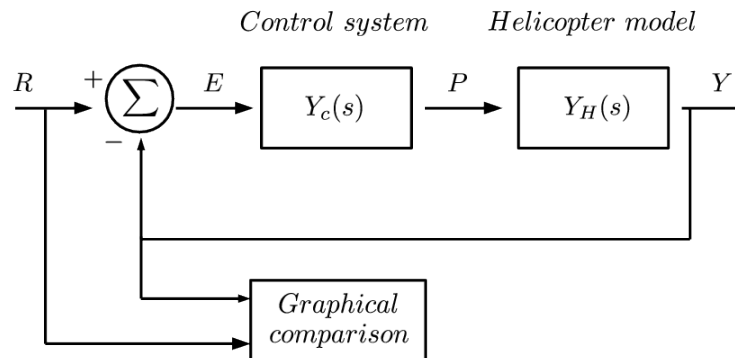 Control system
Helicopter model
R
+
∑
E
Y_c(s)
P
Y_H(s)
Y
−
Graphical
comparison